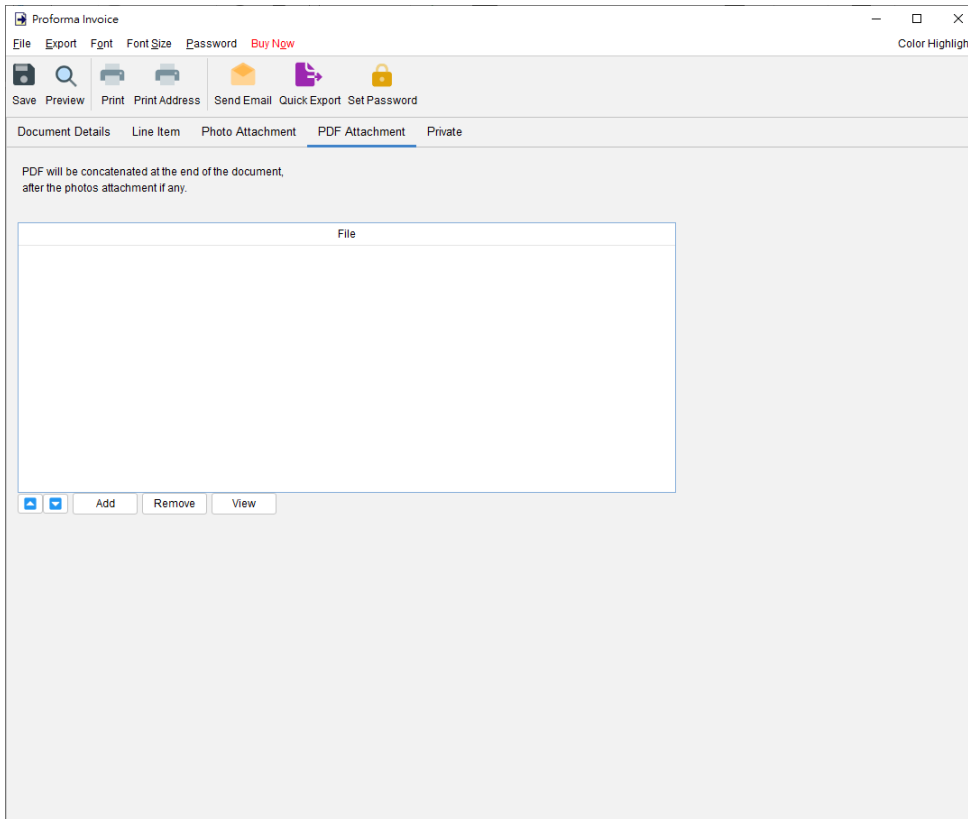 Proforma Invoice
File Export Font Font Size Password Buy Now Color Highligh
Save Preview Print Print Address Send Email Quick Export Set Password
Document Details Line Item Photo Attachment PDF Attachment Private
PDF will be concatenated at the end of the document,
after the photos attachment if any.
File
Add Remove View